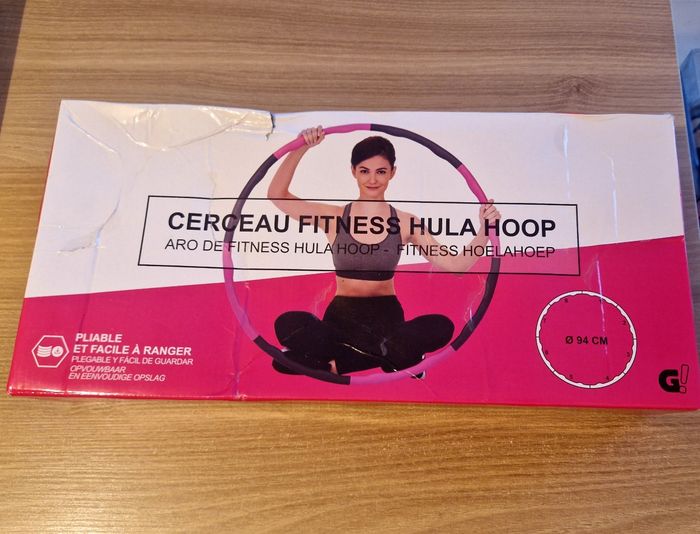 CERCEAU FITNESS HULA HOOP
ARO DE FITNESS HULA HOOP - FITNESS HOELAHOEP
PLIABLE
ET FACILE À RANGER
PLEGABLE Y FÁCIL DE GUARDAR
OPVOUWBAAR
EN EENVOUDIGE OPSLAG
Ø 94 CM
G!